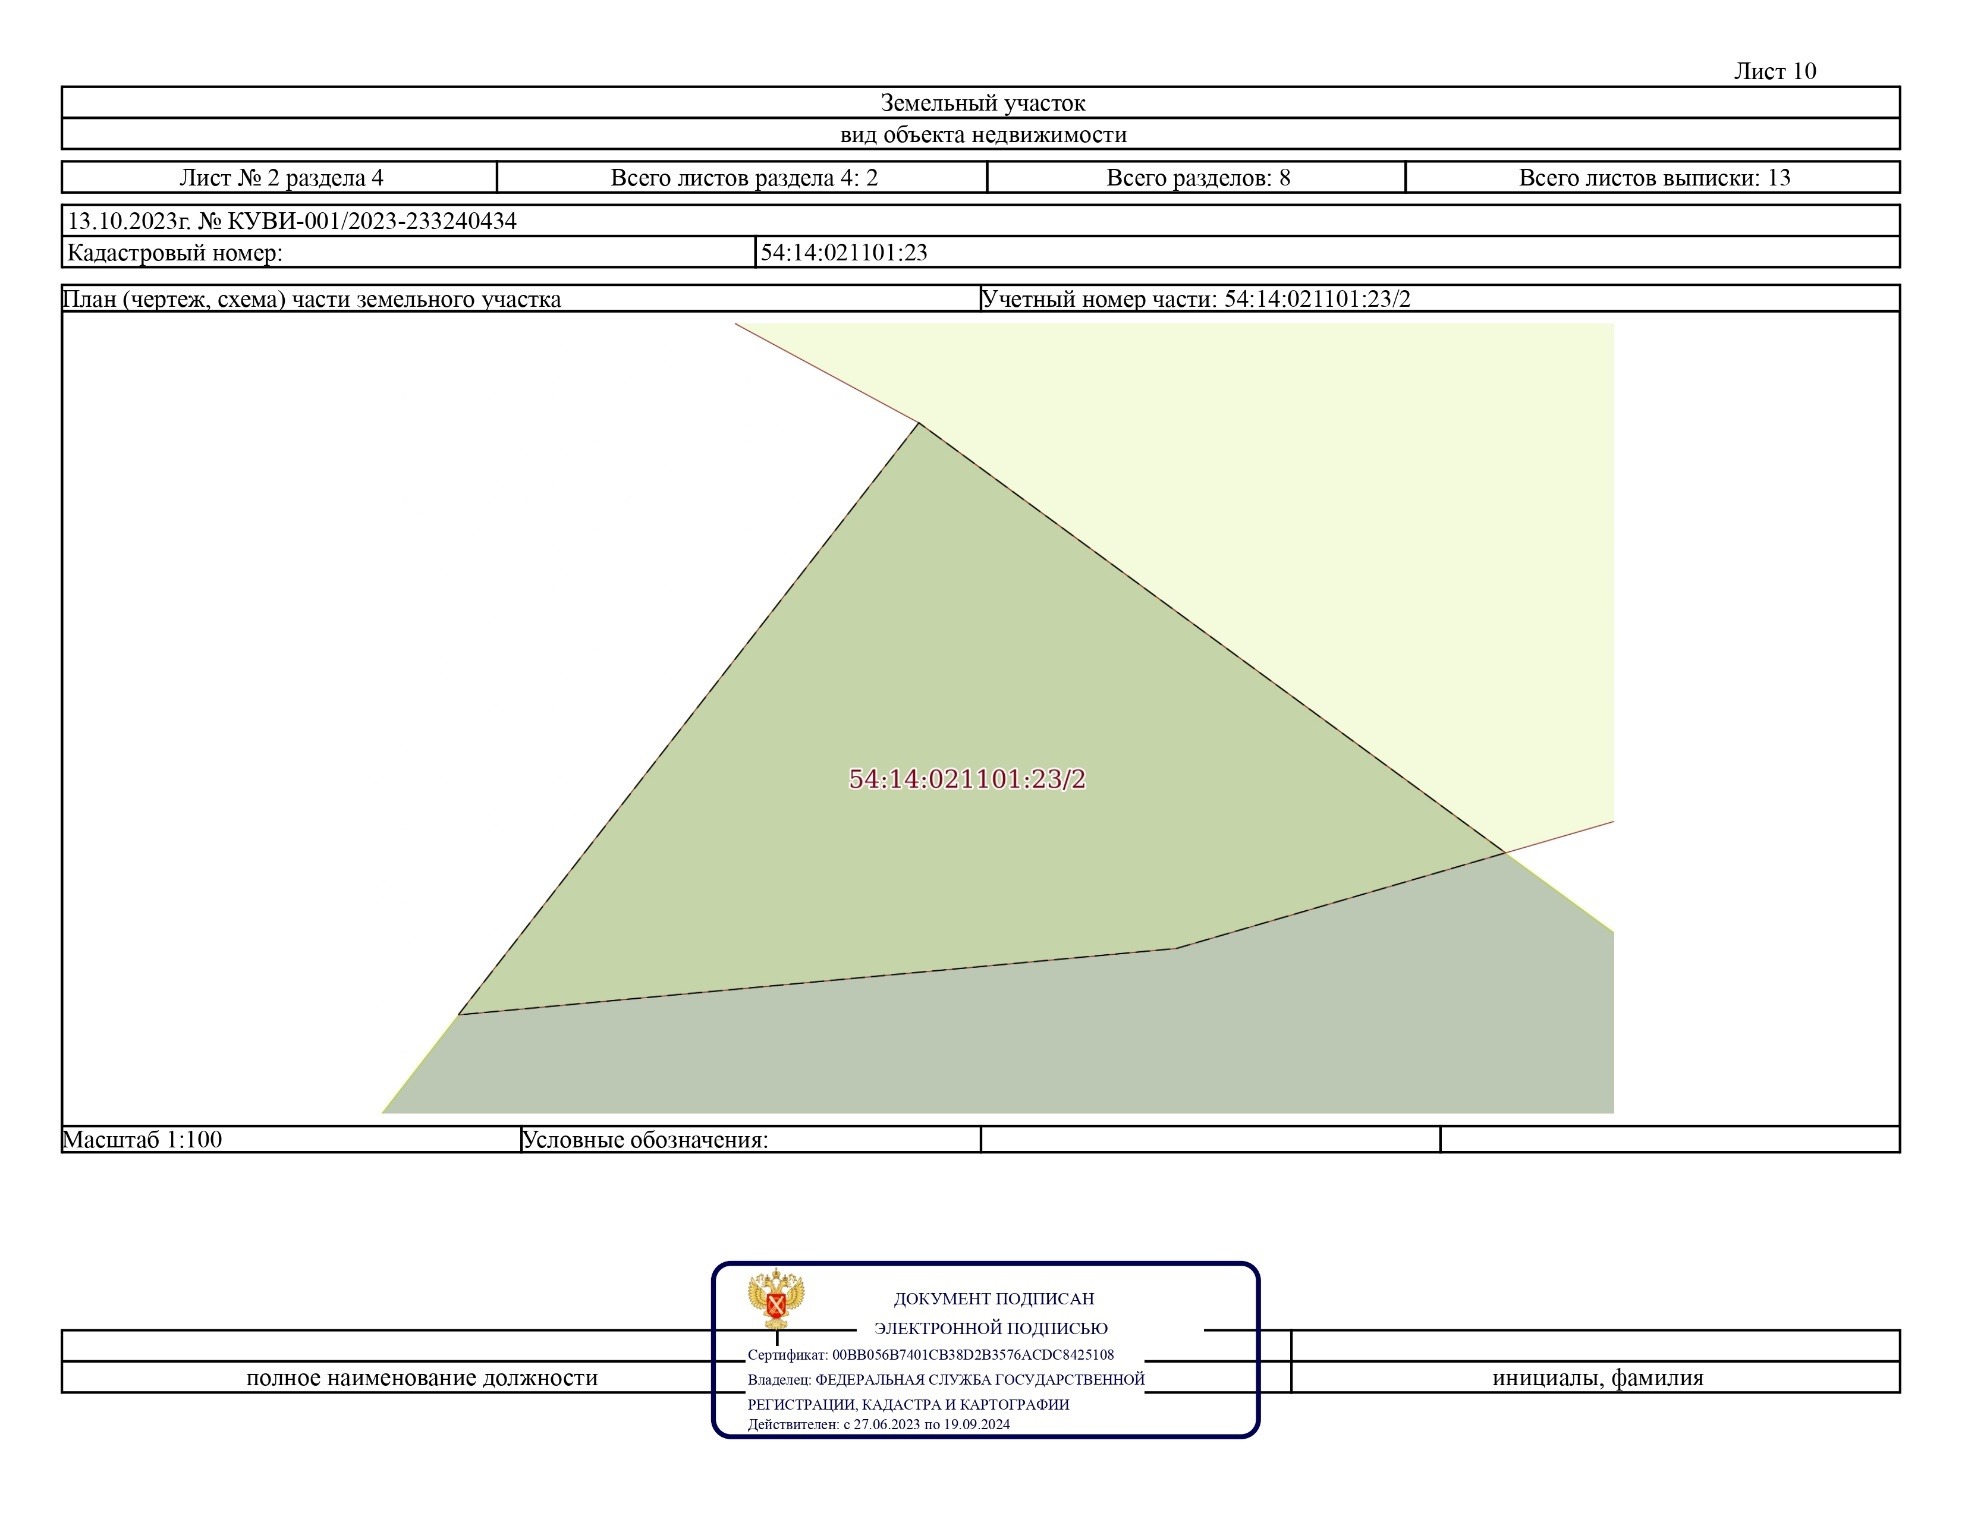 Лист 10
Земельный участок
вид объекта недвижимости
Лист № 2 раздела 4 Всего листов раздела 4: 2 Всего разделов: 8 Всего листов выписки: 13
13.10.2023г. № КУВИ-001/2023-233240434
Кадастровый номер: 54:14:021101:23
План (чертеж, схема) части земельного участка Учетный номер части: 54:14:021101:23/2
54:14:021101:23/2
Масштаб 1:100 Условные обозначения:
ДОКУМЕНТ ПОДПИСАН
ЭЛЕКТРОННОЙ ПОДПИСЬЮ
Сертификат: 00BB056B7401CB38D2B3576ACDC8425108
Владелец: ФЕДЕРАЛЬНАЯ СЛУЖБА ГОСУДАРСТВЕННОЙ
РЕГИСТРАЦИИ, КАДАСТРА И КАРТОГРАФИИ
Действителен: с 27.06.2023 по 19.09.2024
полное наименование должности инициалы, фамилия